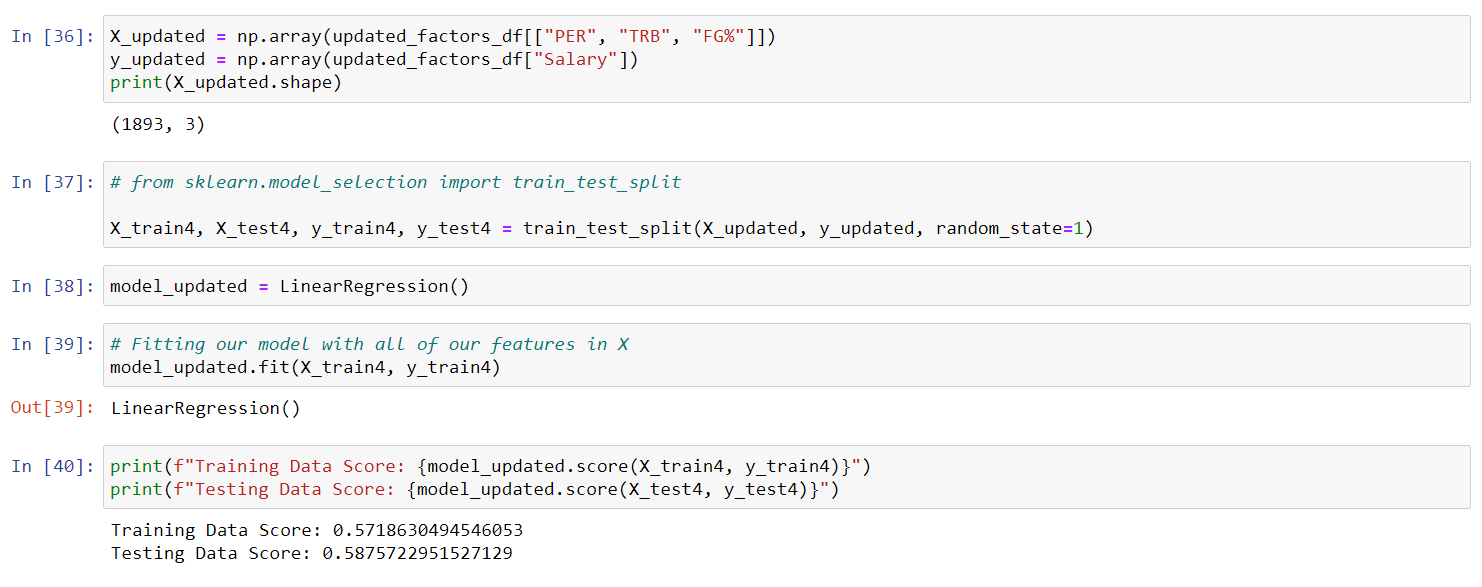 In [36]: X_updated = np.array(updated_factors_df[["PER", "TRB", "FG%"]])
y_updated = np.array(updated_factors_df["Salary"])
print(X_updated.shape)
(1893, 3)
In [37]: # from sklearn.model_selection import train_test_split
X_train4, X_test4, y_train4, y_test4 = train_test_split(X_updated, y_updated, random_state=1)
In [38]: model_updated = LinearRegression()
In [39]: # Fitting our model with all of our features in X
model_updated.fit(X_train4, y_train4)
Out[39]: LinearRegression()
In [40]: print(f"Training Data Score: {model_updated.score(X_train4, y_train4)}")
print(f"Testing Data Score: {model_updated.score(X_test4, y_test4)}")
Training Data Score: 0.5718630494546053
Testing Data Score: 0.5875722951527129